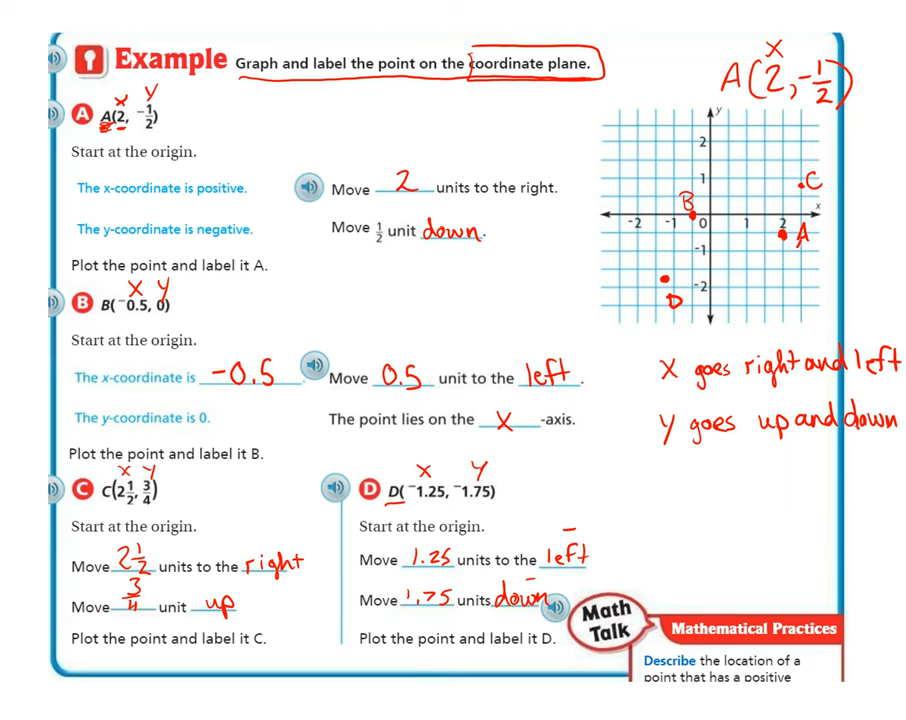 Example Graph and label the point on the coordinate plane.
X
A(2, -1/2)
X Y
A A(2, ⁻1/2)
Start at the origin.
The x-coordinate is positive. Move 2 units to the right.
The y-coordinate is negative. Move 1/2 unit down.
Plot the point and label it A.
y
2
1
C
B
x
-2 -1 0 2
A
-1
-2
D
X Y
B B(⁻0.5, 0)
Start at the origin.
The x-coordinate is -0.5. Move 0.5 unit to the left.
The y-coordinate is 0. The point lies on the X-axis.
Plot the point and label it B.
X goes right and left
Y goes up and down
X Y
C C(2 1/2, 3/4)
Start at the origin.
Move 2 1/2 units to the right
Move 3/4 unit up
Plot the point and label it C.
X Y
D D(⁻1.25, ⁻1.75)
Start at the origin.
Move 1.25 units to the left
Move 1.75 units down
Plot the point and label it D.
Math
Talk
Mathematical Practices
Describe the location of a
point that has a positive